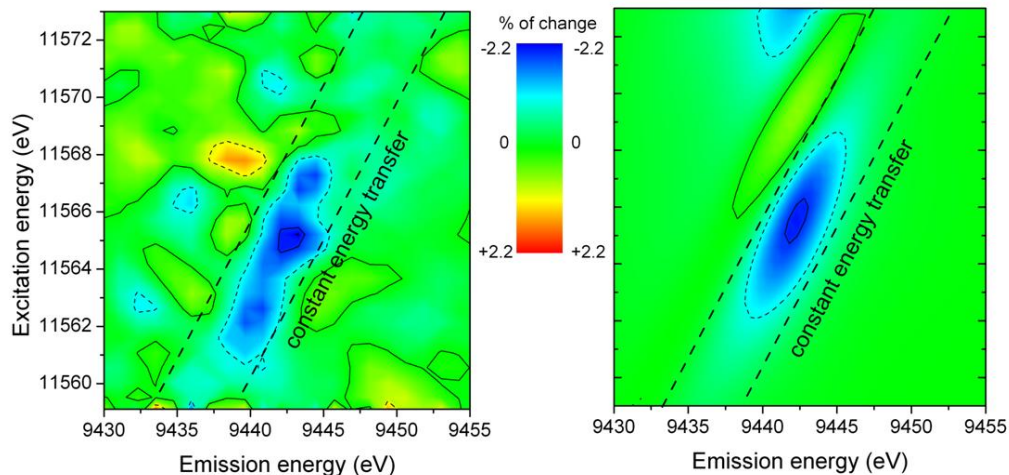 % of change
-2.2
-2.2
0
0
+2.2
+2.2
11572
11570
11568
11566
11564
11562
11560
Excitation energy (eV)
constant energy transfer
constant energy transfer
9430 9435 9440 9445 9450 9455
9430 9435 9440 9445 9450 9455
Emission energy (eV)
Emission energy (eV)